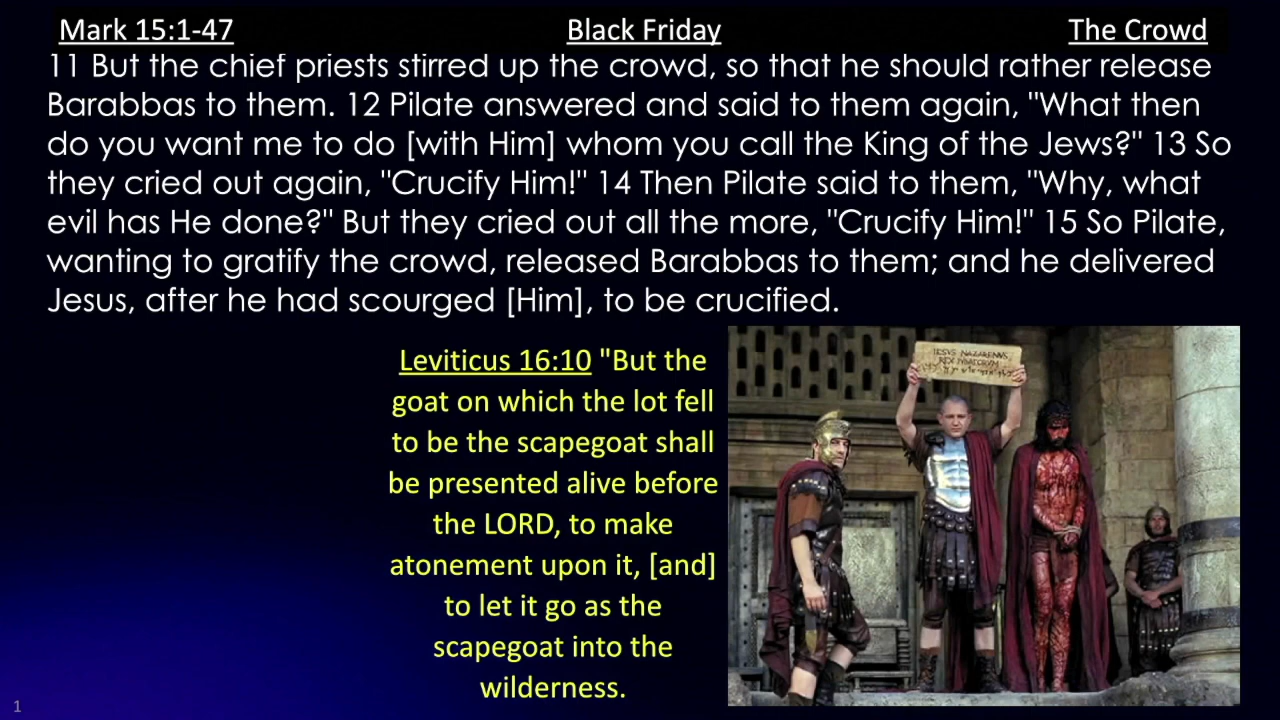 Mark 15:1-47 Black Friday The Crowd
11 But the chief priests stirred up the crowd, so that he should rather release
Barabbas to them. 12 Pilate answered and said to them again, "What then
do you want me to do [with Him] whom you call the King of the Jews?" 13 So
they cried out again, "Crucify Him!" 14 Then Pilate said to them, "Why, what
evil has He done?" But they cried out all the more, "Crucify Him!" 15 So Pilate,
wanting to gratify the crowd, released Barabbas to them; and he delivered
Jesus, after he had scourged [Him], to be crucified.
Leviticus 16:10 "But the
goat on which the lot fell
to be the scapegoat shall
be presented alive before
the LORD, to make
atonement upon it, [and]
to let it go as the
scapegoat into the
wilderness.
IESVS NAZARENVS
1